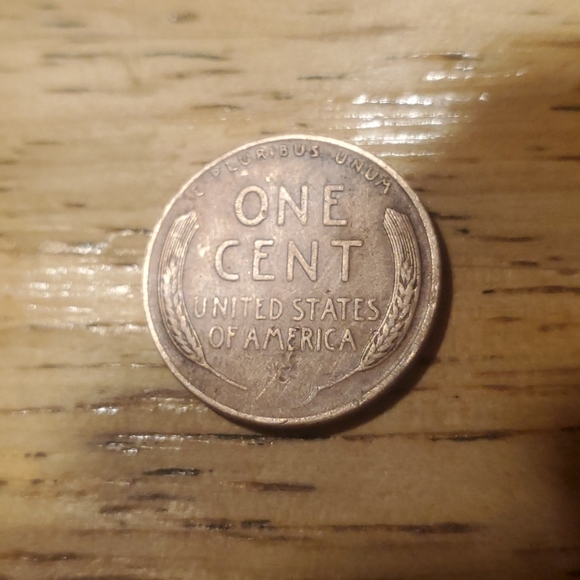 E PLURIBUS UNUM
ONE
CENT
UNITED STATES
OF AMERICA